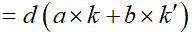 = d(a × k + b × k′)